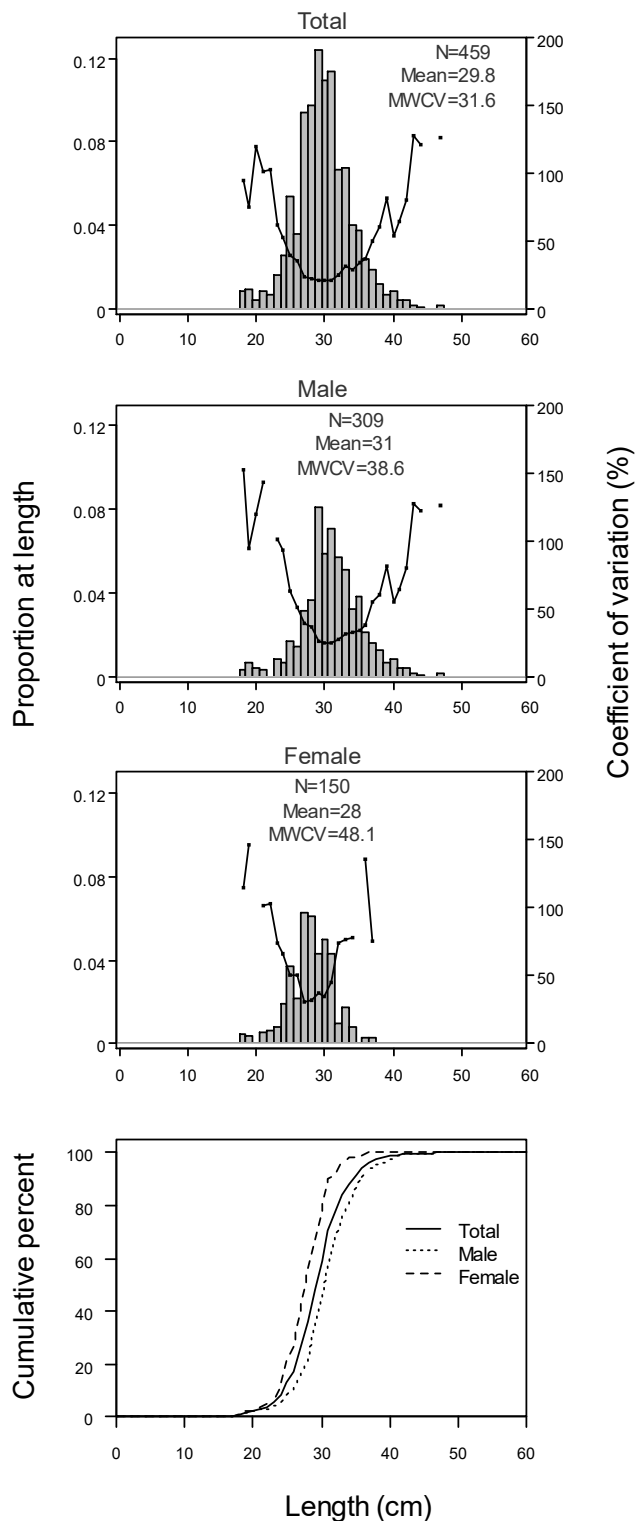 Total
N=459
Mean=29.8
MWCV=31.6
0.12
0.08
0.04
0
200
150
100
50
0
0 10 20 30 40 50 60
Male
N=309
Mean=31
MWCV=38.6
0.12
0.08
0.04
0
200
150
100
50
0
0 10 20 30 40 50 60
Proportion at length
Coefficient of variation (%)
Female
N=150
Mean=28
MWCV=48.1
0.12
0.08
0.04
0
200
150
100
50
0
0 10 20 30 40 50 60
Cumulative percent
100
80
60
40
20
0
Total
Male
Female
0 10 20 30 40 50 60
Length (cm)